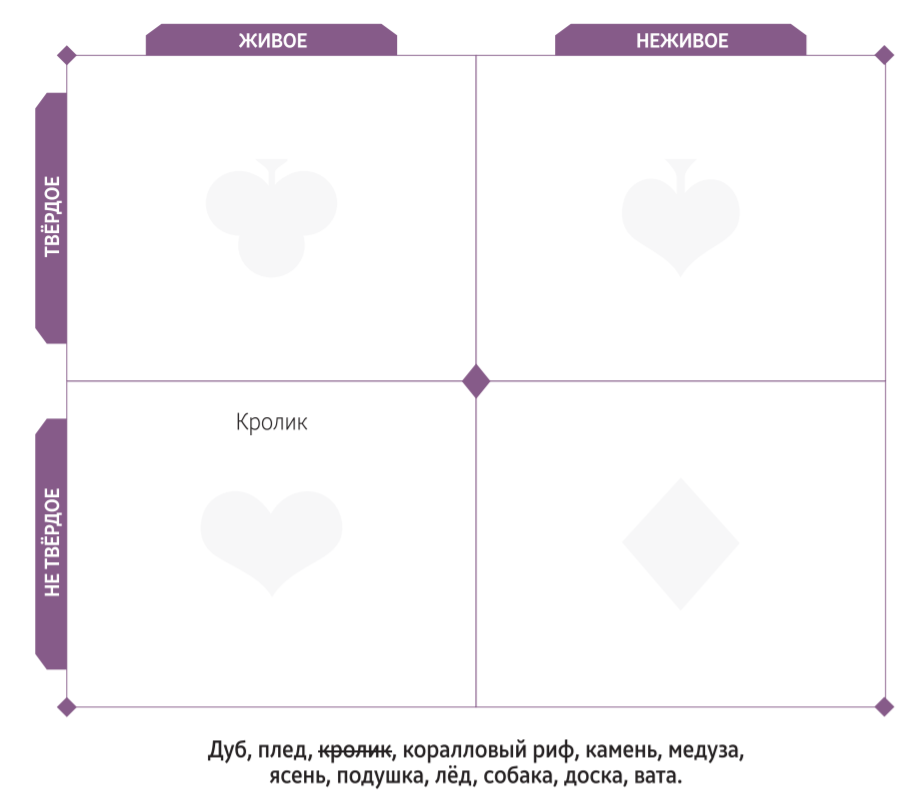 ЖИВОЕ
НЕЖИВОЕ
ТВЁРДОЕ
Кролик
НЕ ТВЁРДОЕ
Дуб, плед, кролик, коралловый риф, камень, медуза,
ясень, подушка, лёд, собака, доска, вата.